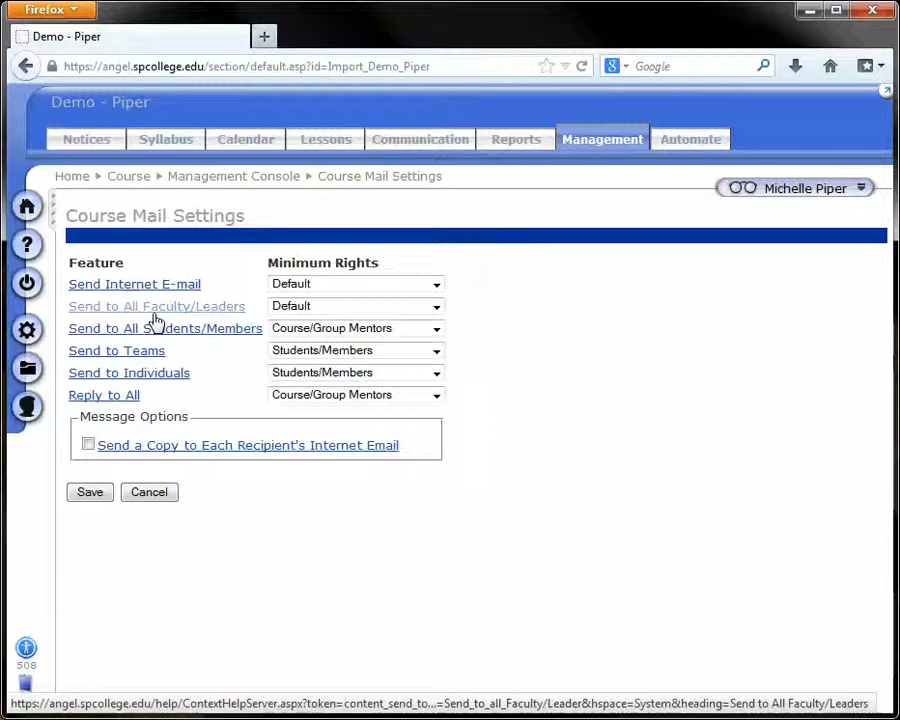 Firefox
Demo - Piper
https://angel.spcollege.edu/section/default.asp?id=Import_Demo_Piper
Google
Demo - Piper
Notices Syllabus Calendar Lessons Communication Reports Management Automate
Home Course Management Console Course Mail Settings
Michelle Piper
Course Mail Settings
Feature Minimum Rights
Send Internet E-mail Default
Send to All Faculty/Leaders Default
Send to All Students/Members Course/Group Mentors
Send to Teams Students/Members
Send to Individuals Students/Members
Reply to All Course/Group Mentors
Message Options
Send a Copy to Each Recipient's Internet Email
Save Cancel
508
https://angel.spcollege.edu/help/ContextHelpServer.aspx?token=content_send_to...=Send_to_all_Faculty/Leader&hspace=System&heading=Send to All Faculty/Leaders